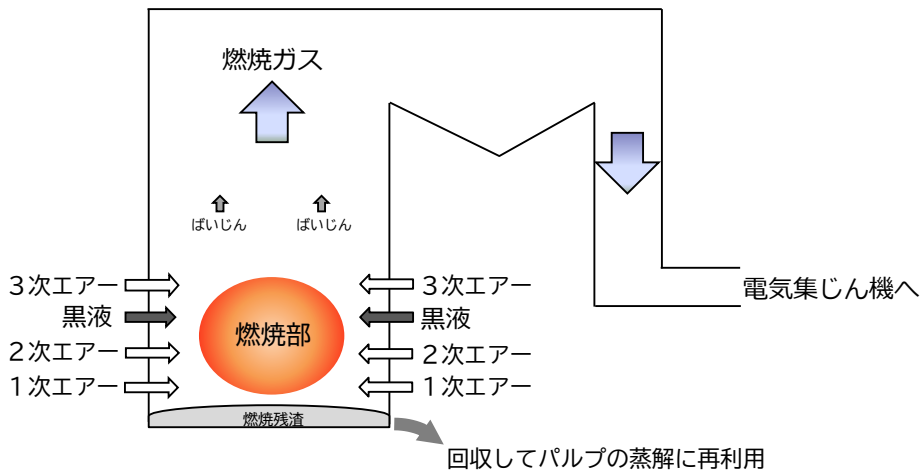 燃焼ガス
ばいじん ばいじん
3次エアー 3次エアー
電気集じん機へ
黒液 黒液
燃焼部
2次エアー 2次エアー
1次エアー 1次エアー
燃焼残渣
回収してパルプの蒸解に再利用